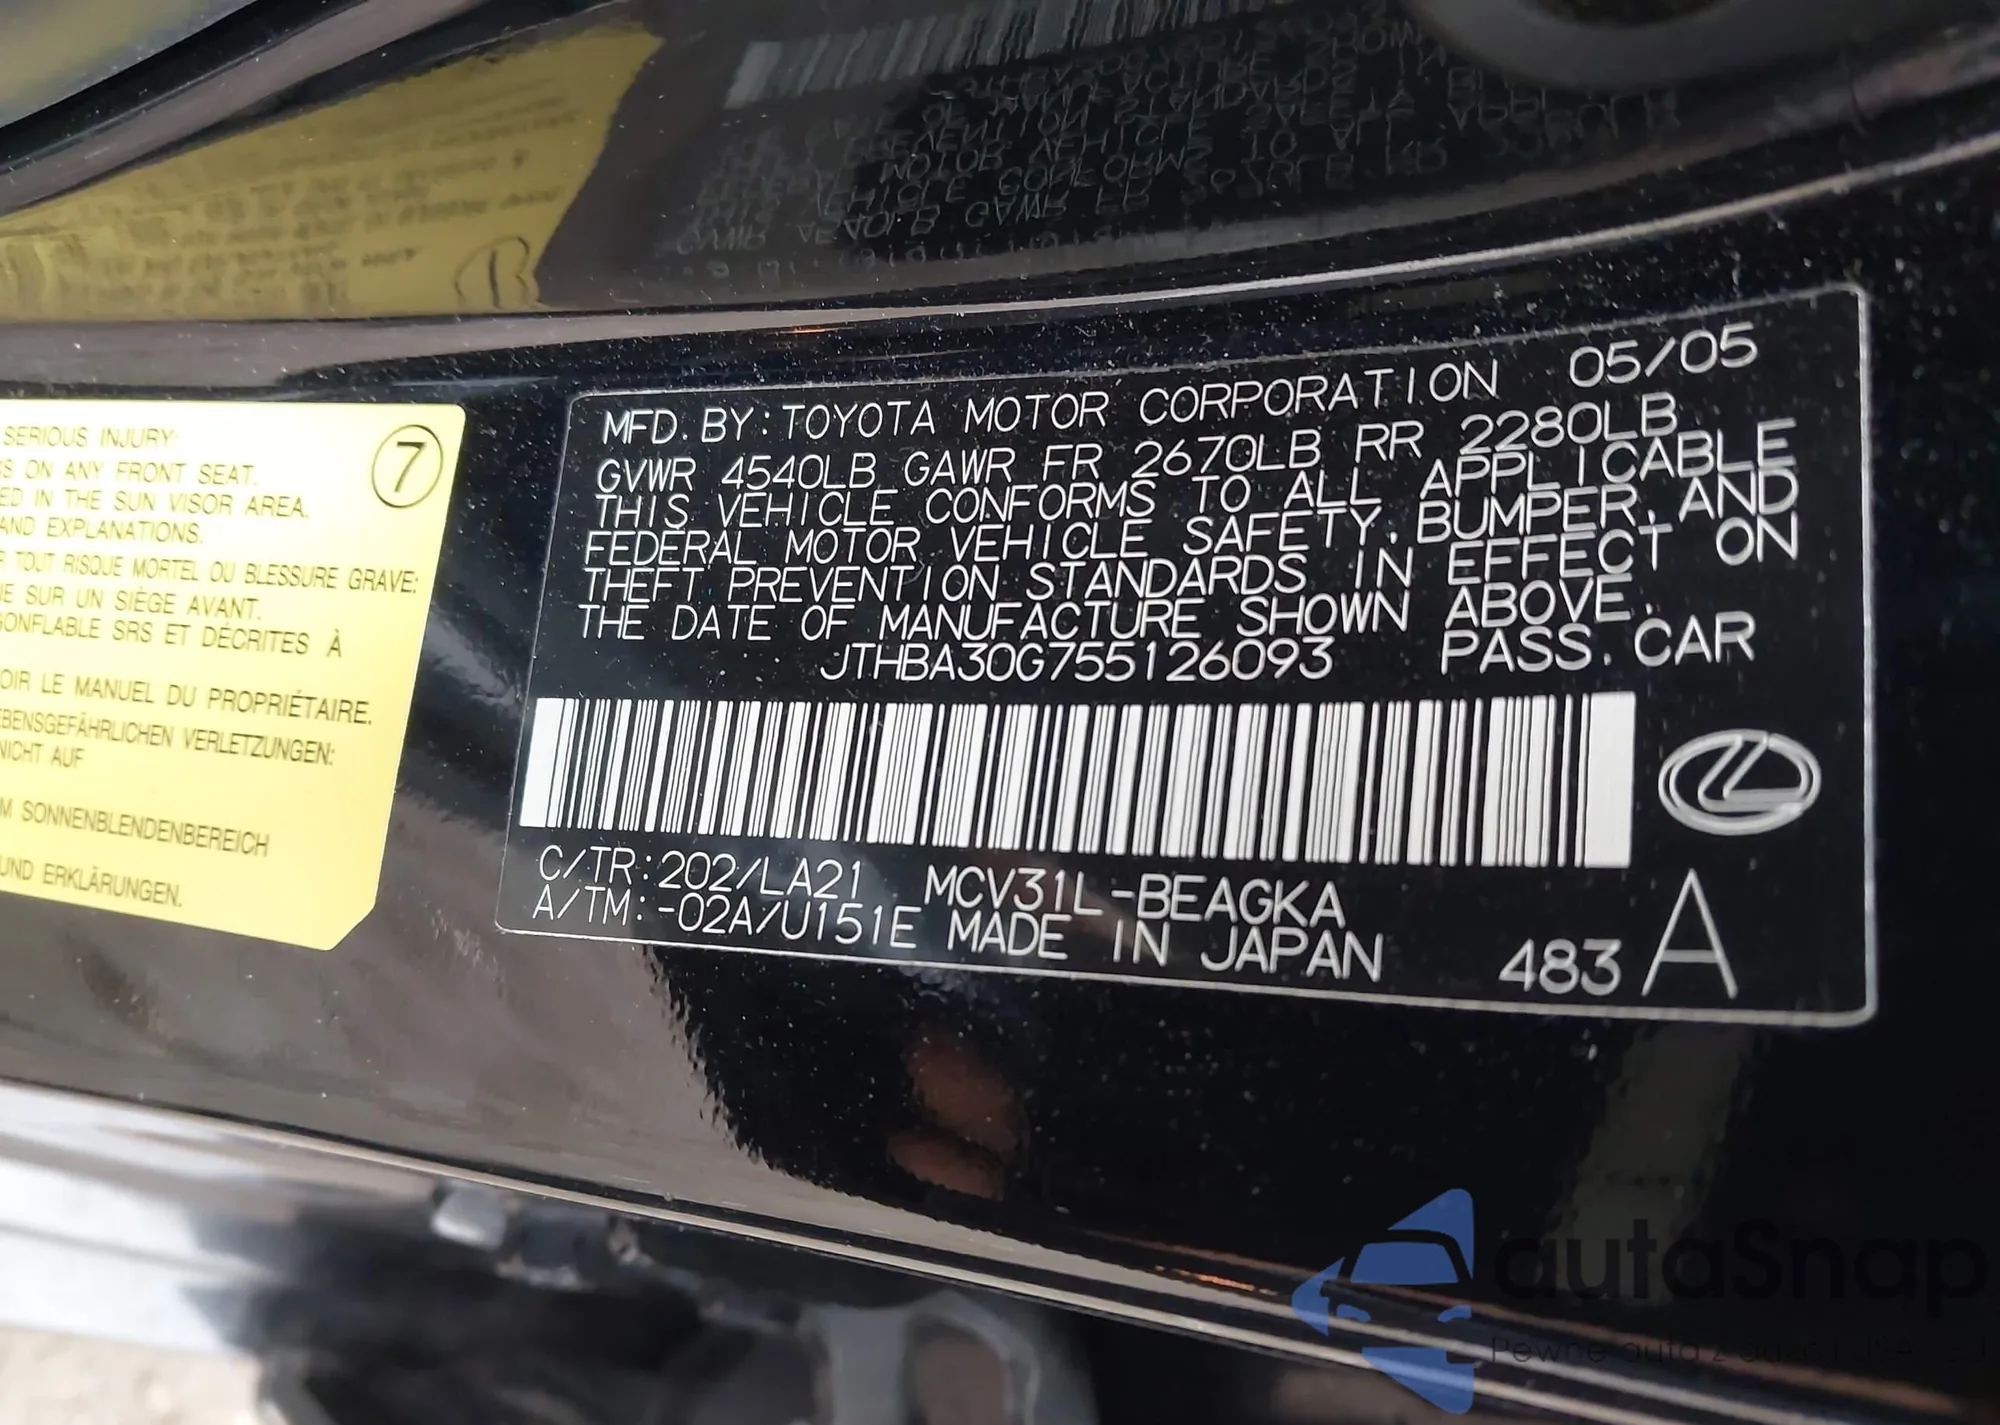 SERIOUS INJURY:
ON ANY FRONT SEAT.
IN THE SUN VISOR AREA.
AND EXPLANATIONS.
TOUT RISQUE MORTEL OU BLESSURE GRAVE:
SUR UN SIÈGE AVANT.
GONFLABLE SRS ET DÉCRITES À
LE MANUEL DU PROPRIÉTAIRE.
EBENSGEFÄHRLICHEN VERLETZUNGEN:
NICHT AUF
M SONNENBLENDENBEREICH
UND ERKLÄRUNGEN.
7
MFD. BY: TOYOTA MOTOR CORPORATION 05/05
GVWR 4540LB GAWR FR 2670LB RR 2280LB
THIS VEHICLE CONFORMS TO ALL APPLICABLE
FEDERAL MOTOR VEHICLE SAFETY, BUMPER, AND
THEFT PREVENTION STANDARDS IN EFFECT ON
THE DATE OF MANUFACTURE SHOWN ABOVE.
JTHBA30G755126093 PASS. CAR
C/TR: 202/LA21 MCV31L-BEAGKA
A/TM: -02A/U151E MADE IN JAPAN 483 A
autaSnap
Pewne auta z